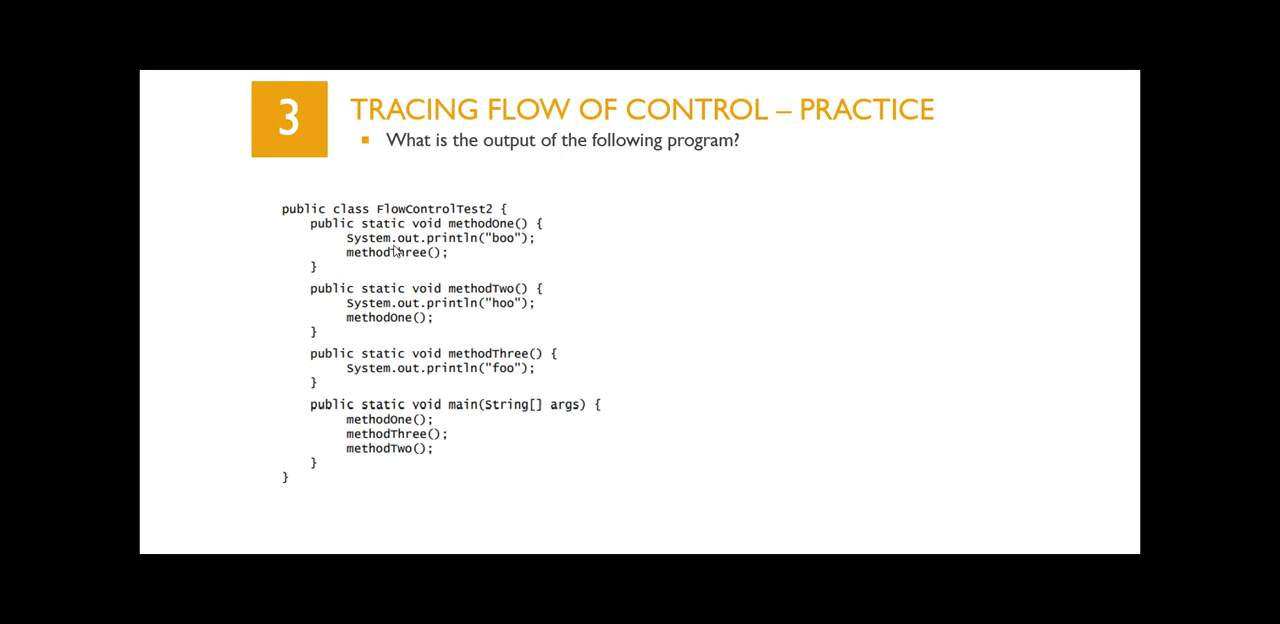 3
TRACING FLOW OF CONTROL – PRACTICE
▪ What is the output of the following program?
public class FlowControlTest2 {
    public static void methodOne() {
        System.out.println("boo");
        methodThree();
    }
    public static void methodTwo() {
        System.out.println("hoo");
        methodOne();
    }
    public static void methodThree() {
        System.out.println("foo");
    }
    public static void main(String[] args) {
        methodOne();
        methodThree();
        methodTwo();
    }
}